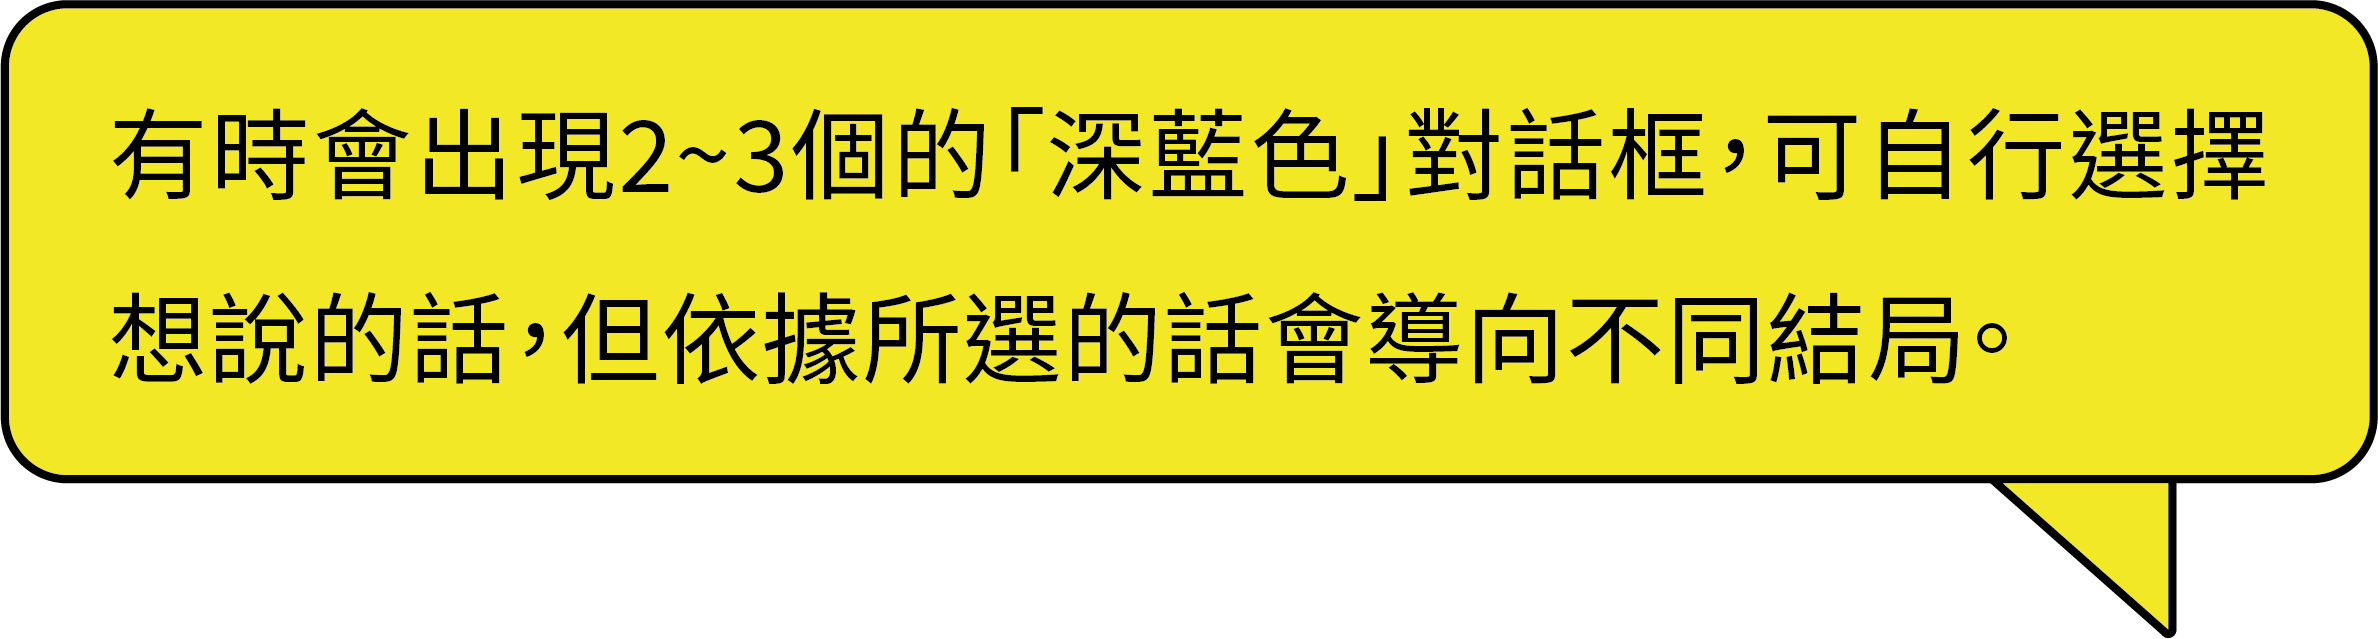 有時會出現2~3個的「深藍色」對話框，可自行選擇
想說的話，但依據所選的話會導向不同結局。